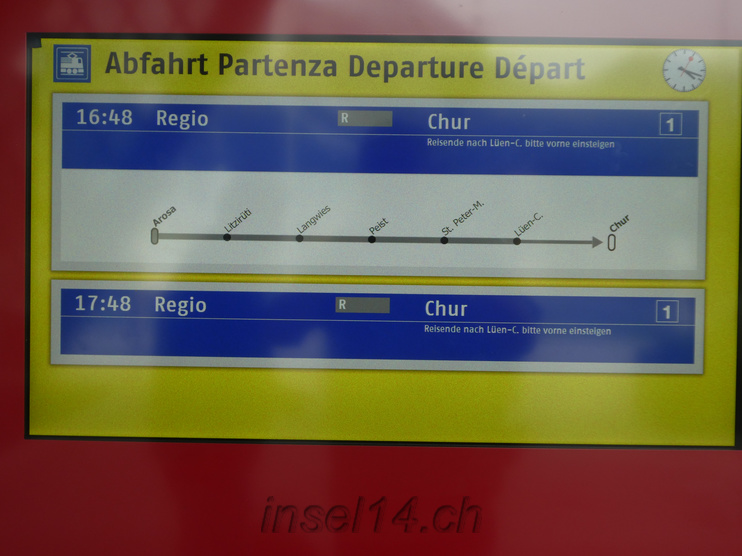 Abfahrt Partenza Departure Départ
16:48 Regio R Chur 1
Reisende nach Lüen-C. bitte vorne einsteigen
Arosa Litzirüti Langwies Peist St. Peter-M. Lüen-C. Chur
17:48 Regio R Chur 1
Reisende nach Lüen-C. bitte vorne einsteigen
insel14.ch